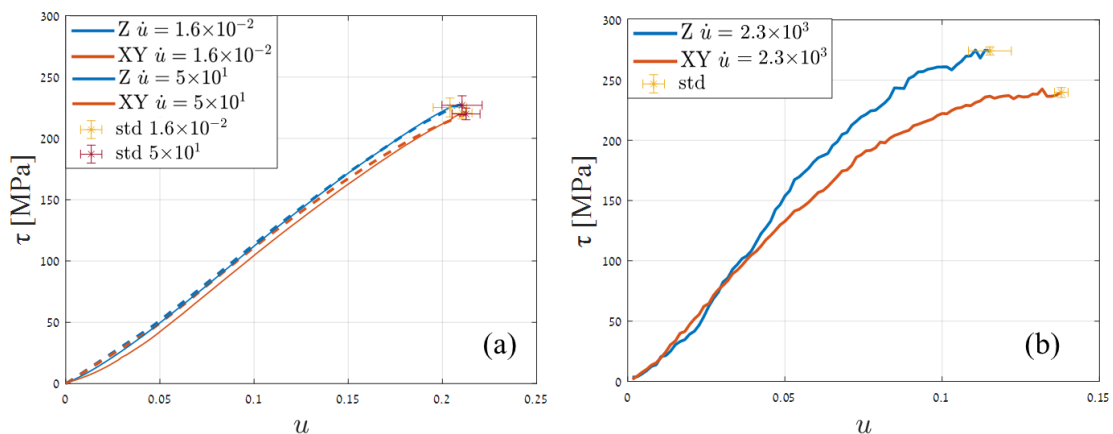 300
250
200
150
100
50
0
τ [MPa]
Z u̇ = 1.6×10⁻²
XY u̇ = 1.6×10⁻²
Z u̇ = 5×10¹
XY u̇ = 5×10¹
std 1.6×10⁻²
std 5×10¹
(a)
0 0.05 0.1 0.15 0.2 0.25
u
300
250
200
150
100
50
0
τ [MPa]
Z u̇ = 2.3×10³
XY u̇ = 2.3×10³
std
(b)
0 0.05 0.1 0.15
u